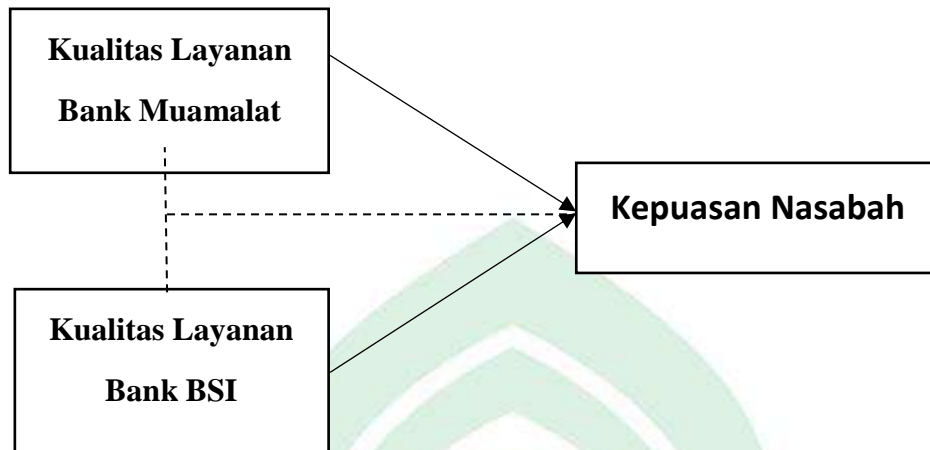 Kualitas Layanan
Bank Muamalat
Kepuasan Nasabah
Kualitas Layanan
Bank BSI